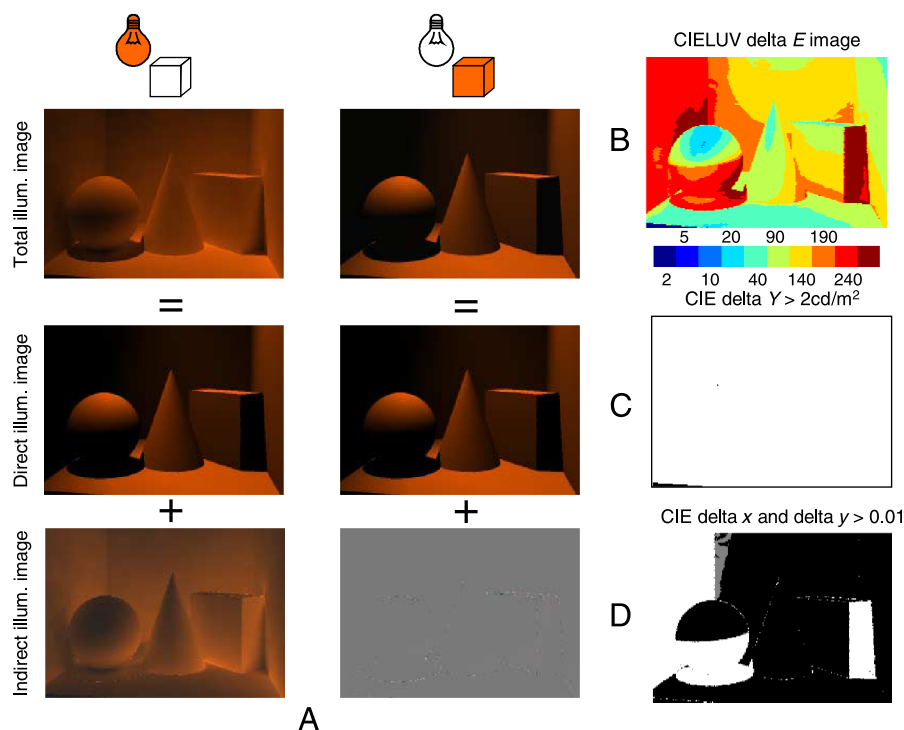 CIELUV delta E image
Total illum. image
=
=
B
5 20 90 190
2 10 40 140 240
CIE delta Y > 2cd/m²
Direct illum. image
C
+
+
CIE delta x and delta y > 0.01
Indirect illum. image
D
A